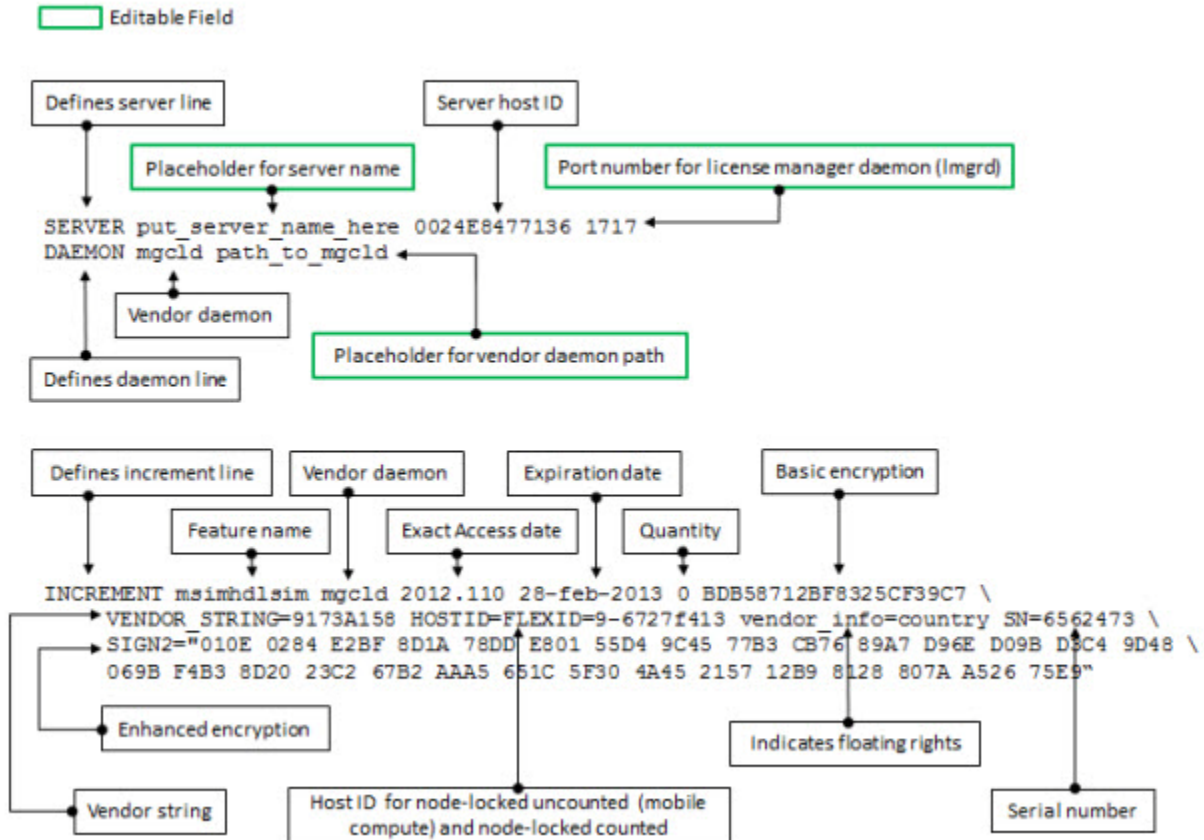 Editable Field
Defines server line
Server host ID
Placeholder for server name
Port number for license manager daemon (lmgrd)
SERVER put_server_name_here 0024E8477136 1717
DAEMON mgcld path_to_mgcld
Vendor daemon
Placeholder for vendor daemon path
Defines daemon line
Defines increment line
Vendor daemon
Expiration date
Basic encryption
Feature name
Exact Access date
Quantity
INCREMENT msimhdlsim mgcld 2012.110 28-feb-2013 0 BDB58712BF8325CF39C7 \
VENDOR_STRING=9173A158 HOSTID=FLEXID=9-6727f413 vendor_info=country SN=6562473 \
SIGN2="010E 0284 E2BF 8D1A 78DD E801 55D4 9C45 77B3 CB76 89A7 D96E D09B D3C4 9D48 \
069B F4B3 8D20 23C2 67B2 AAA5 651C 5F30 4A45 2157 12B9 8128 807A A526 75E9“
Enhanced encryption
Indicates floating rights
Vendor string
Host ID for node-locked uncounted (mobile
compute) and node-locked counted
Serial number